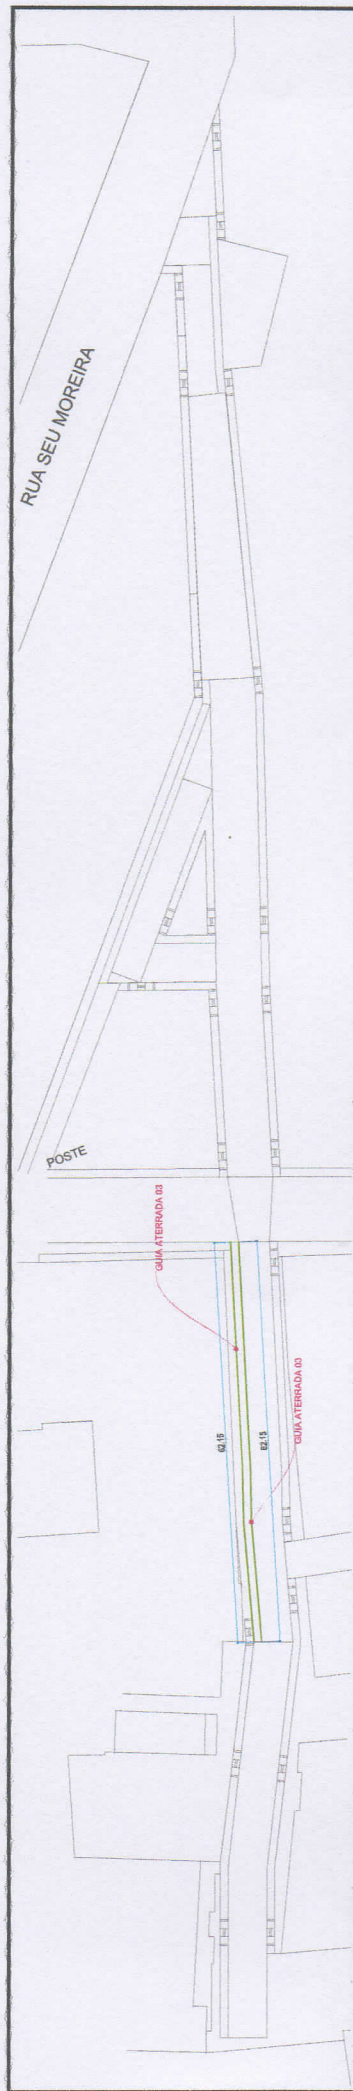 RUA SEU MOREIRA
POSTE
GUIA ATERRADA 03
62.15
62.15
GUIA ATERRADA 03